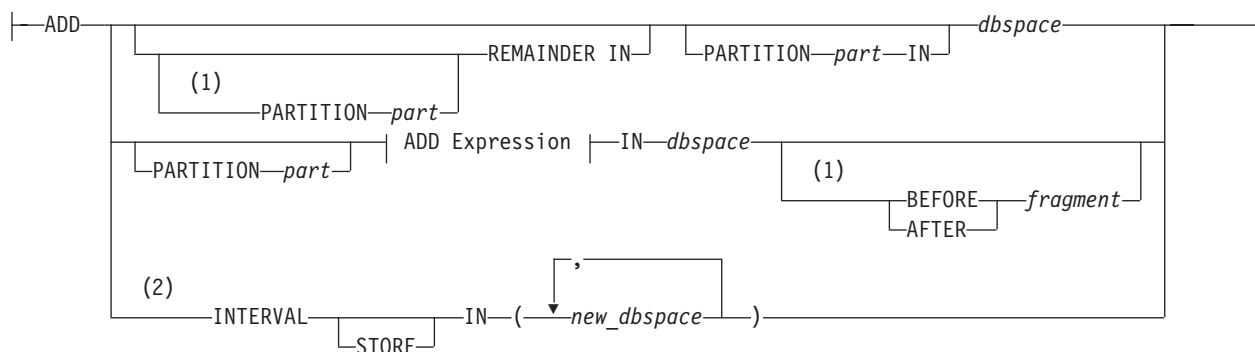 ADD dbspace
REMAINDER IN PARTITION part IN
(1)
PARTITION part
ADD Expression IN dbspace
PARTITION part (1)
BEFORE fragment
AFTER
(2) ,
INTERVAL IN ( new_dbspace )
STORE